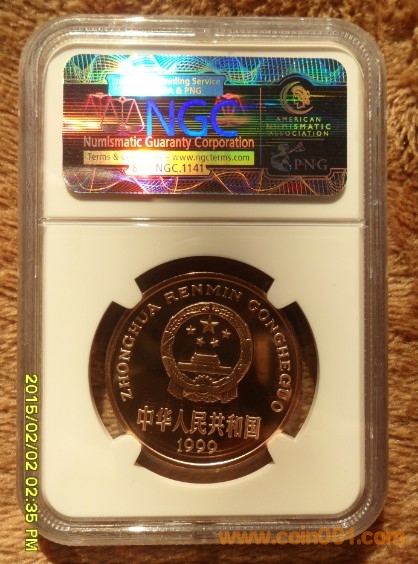 NGC
Numismatic Guaranty Corporation
www.ngcterms.com
NGC.1141
AMERICAN
NUMISMATIC
ASSOCIATION
PNG
ZHONGHUA RENMIN GONGHEGUO
中华人民共和国
1999
2015/02/02 02:35 PM
www.coin001.com